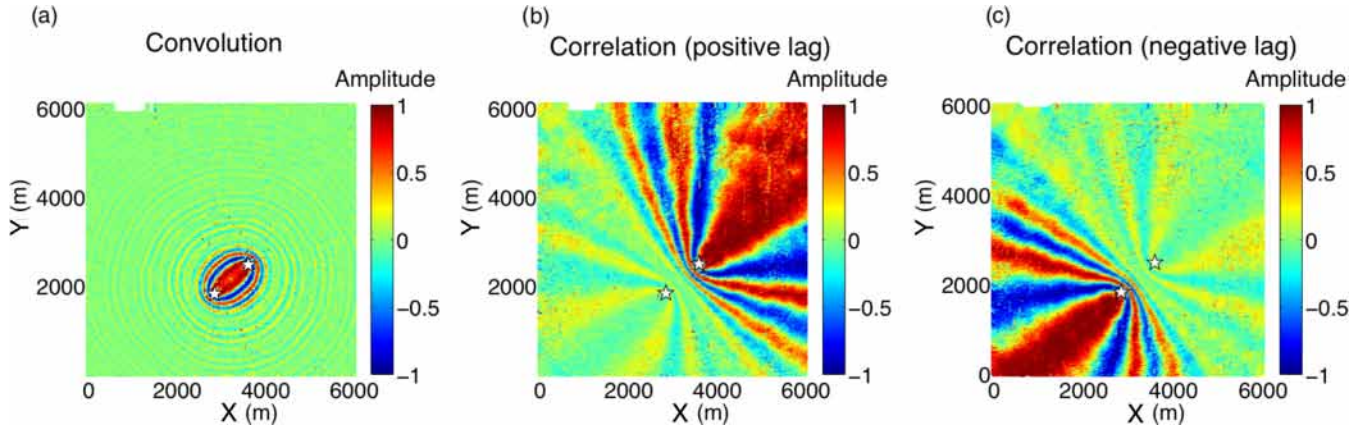 (a)
Convolution
Amplitude
6000
4000
2000
Y (m)
0 2000 4000 6000
X (m)
1
0.5
0
−0.5
−1
(b)
Correlation (positive lag)
Amplitude
6000
4000
2000
Y (m)
0 2000 4000 6000
X (m)
1
0.5
0
−0.5
−1
(c)
Correlation (negative lag)
Amplitude
6000
4000
2000
0
Y (m)
0 2000 4000 6000
X (m)
1
0.5
0
−0.5
−1